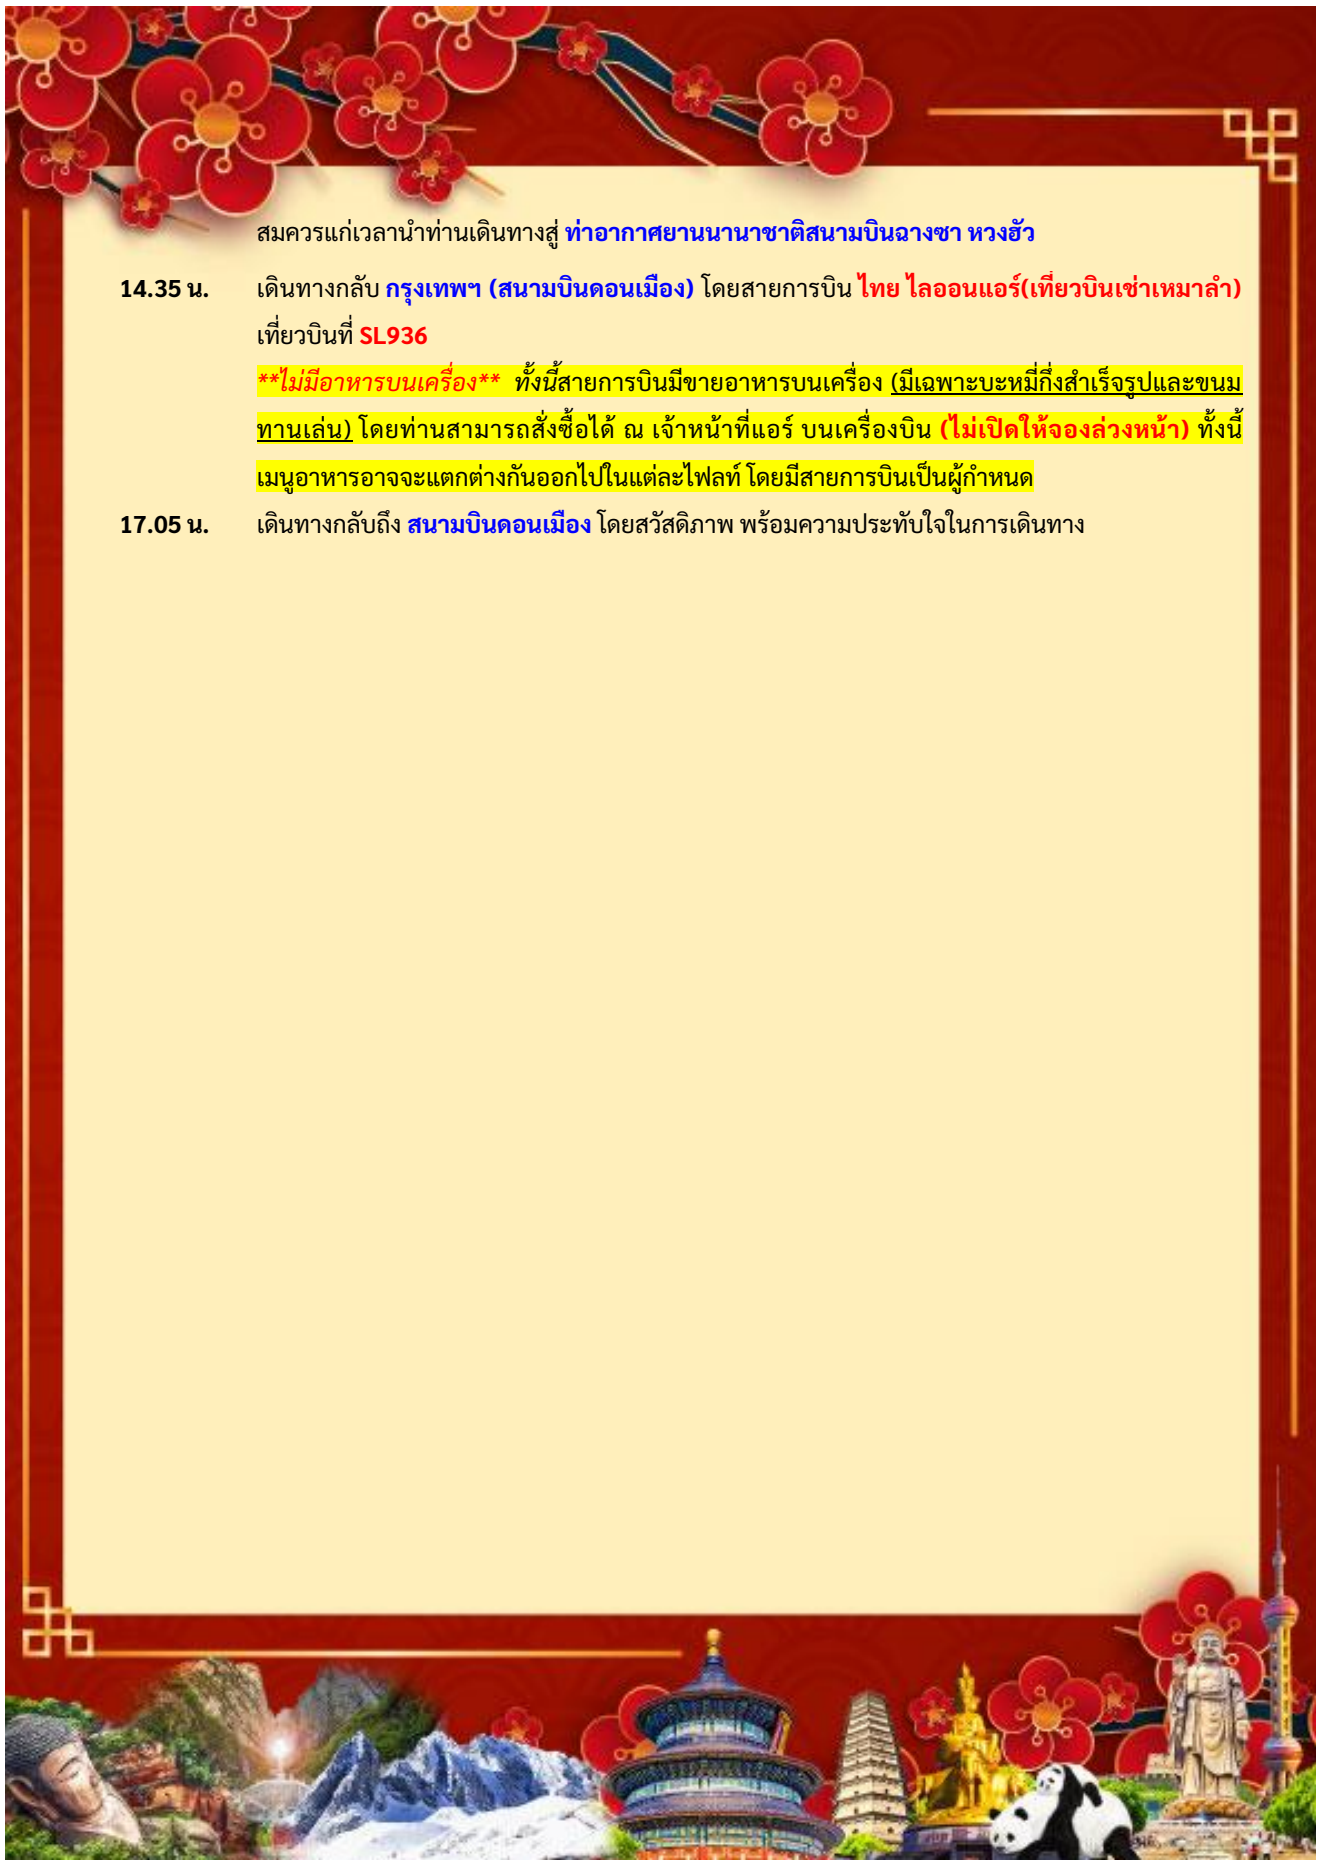 สมควรแก่เวลานำท่านเดินทางสู่ ท่าอากาศยานนานาชาติสนามบินฉางซา หวงฮัว
14.35 น. เดินทางกลับ กรุงเทพฯ (สนามบินดอนเมือง) โดยสายการบิน ไทย ไลออนแอร์(เที่ยวบินเช่าเหมาลำ)
เที่ยวบินที่ SL936
**ไม่มีอาหารบนเครื่อง** ทั้งนี้สายการบินมีขายอาหารบนเครื่อง (มีเฉพาะบะหมี่กึ่งสำเร็จรูปและขนม
ทานเล่น) โดยท่านสามารถสั่งซื้อได้ ณ เจ้าหน้าที่แอร์ บนเครื่องบิน (ไม่เปิดให้จองล่วงหน้า) ทั้งนี้
เมนูอาหารอาจจะแตกต่างกันออกไปในแต่ละไฟลท์ โดยมีสายการบินเป็นผู้กำหนด
17.05 น. เดินทางกลับถึง สนามบินดอนเมือง โดยสวัสดิภาพ พร้อมความประทับใจในการเดินทาง